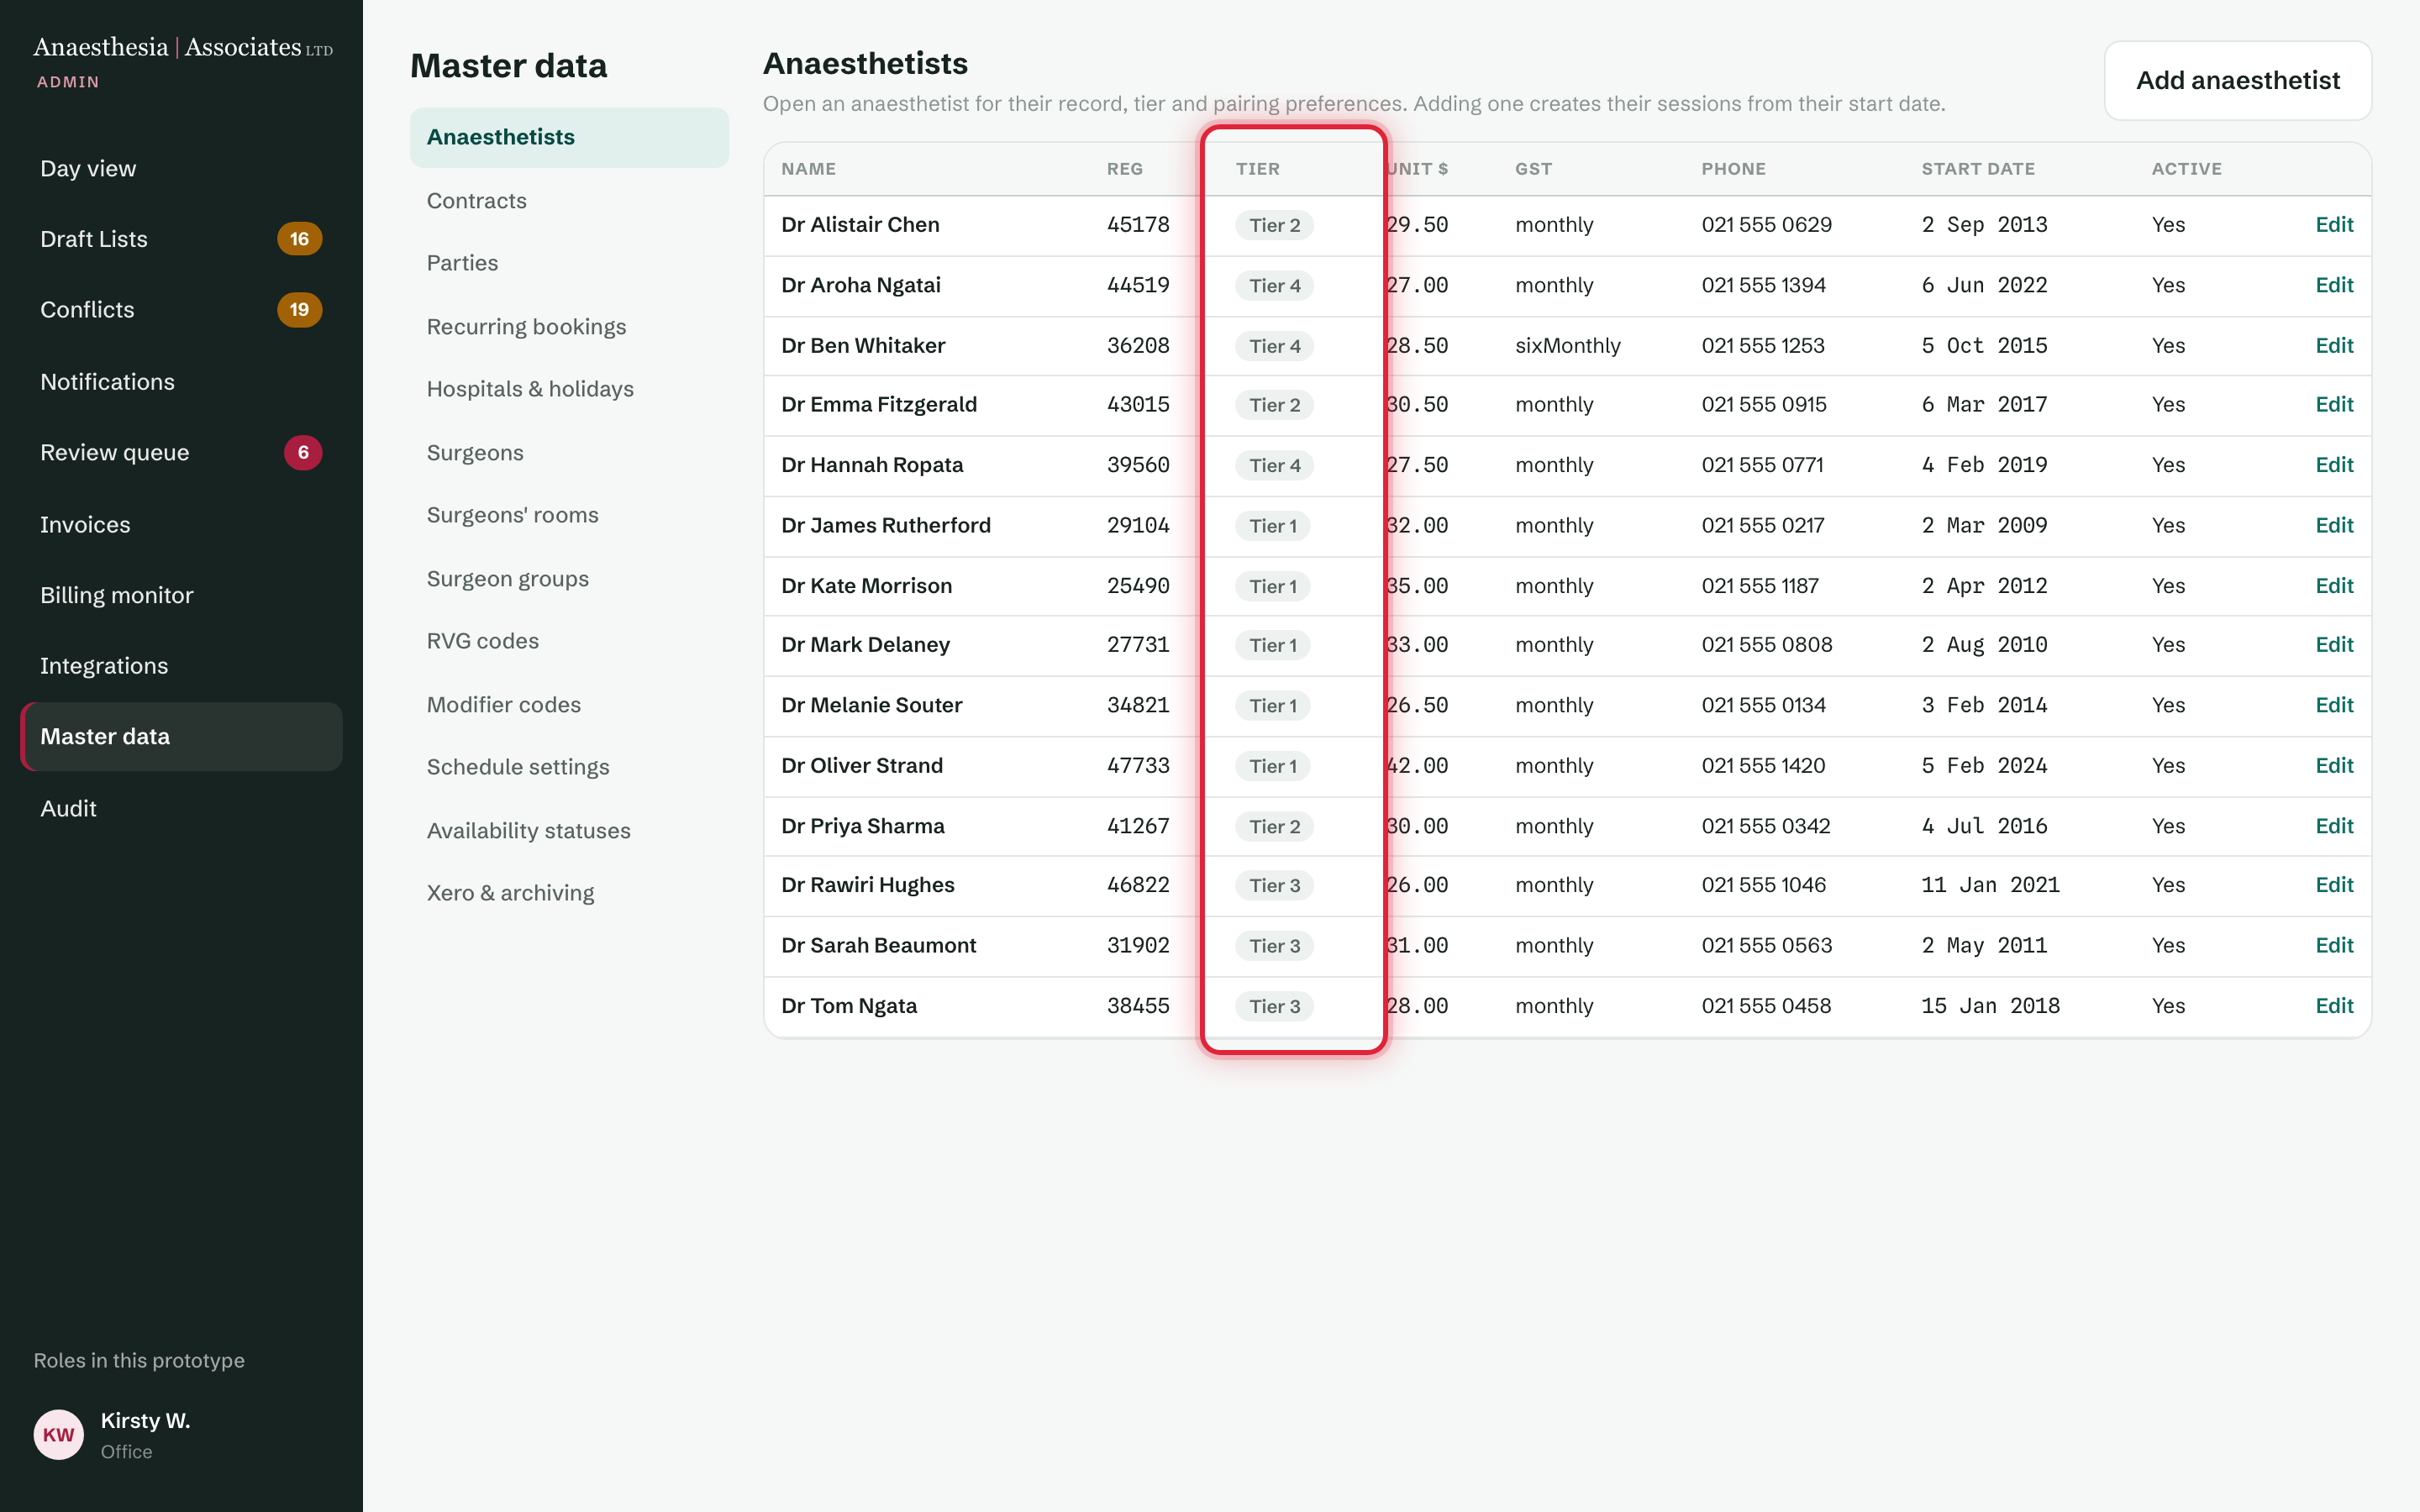 Anaesthesia | Associates LTD
ADMIN
Day view
Draft Lists 16
Conflicts 19
Notifications
Review queue 6
Invoices
Billing monitor
Integrations
Master data
Audit
Roles in this prototype
KW
Kirsty W.
Office
Master data
Anaesthetists
Contracts
Parties
Recurring bookings
Hospitals & holidays
Surgeons
Surgeons' rooms
Surgeon groups
RVG codes
Modifier codes
Schedule settings
Availability statuses
Xero & archiving
Anaesthetists
Open an anaesthetist for their record, tier and pairing preferences. Adding one creates their sessions from their start date.
Add anaesthetist
NAME REG TIER UNIT $ GST PHONE START DATE ACTIVE
Dr Alistair Chen 45178 Tier 2 29.50 monthly 021 555 0629 2 Sep 2013 Yes Edit
Dr Aroha Ngatai 44519 Tier 4 27.00 monthly 021 555 1394 6 Jun 2022 Yes Edit
Dr Ben Whitaker 36208 Tier 4 28.50 sixMonthly 021 555 1253 5 Oct 2015 Yes Edit
Dr Emma Fitzgerald 43015 Tier 2 30.50 monthly 021 555 0915 6 Mar 2017 Yes Edit
Dr Hannah Ropata 39560 Tier 4 27.50 monthly 021 555 0771 4 Feb 2019 Yes Edit
Dr James Rutherford 29104 Tier 1 32.00 monthly 021 555 0217 2 Mar 2009 Yes Edit
Dr Kate Morrison 25490 Tier 1 35.00 monthly 021 555 1187 2 Apr 2012 Yes Edit
Dr Mark Delaney 27731 Tier 1 33.00 monthly 021 555 0808 2 Aug 2010 Yes Edit
Dr Melanie Souter 34821 Tier 1 26.50 monthly 021 555 0134 3 Feb 2014 Yes Edit
Dr Oliver Strand 47733 Tier 1 42.00 monthly 021 555 1420 5 Feb 2024 Yes Edit
Dr Priya Sharma 41267 Tier 2 30.00 monthly 021 555 0342 4 Jul 2016 Yes Edit
Dr Rawiri Hughes 46822 Tier 3 26.00 monthly 021 555 1046 11 Jan 2021 Yes Edit
Dr Sarah Beaumont 31902 Tier 3 31.00 monthly 021 555 0563 2 May 2011 Yes Edit
Dr Tom Ngata 38455 Tier 3 28.00 monthly 021 555 0458 15 Jan 2018 Yes Edit